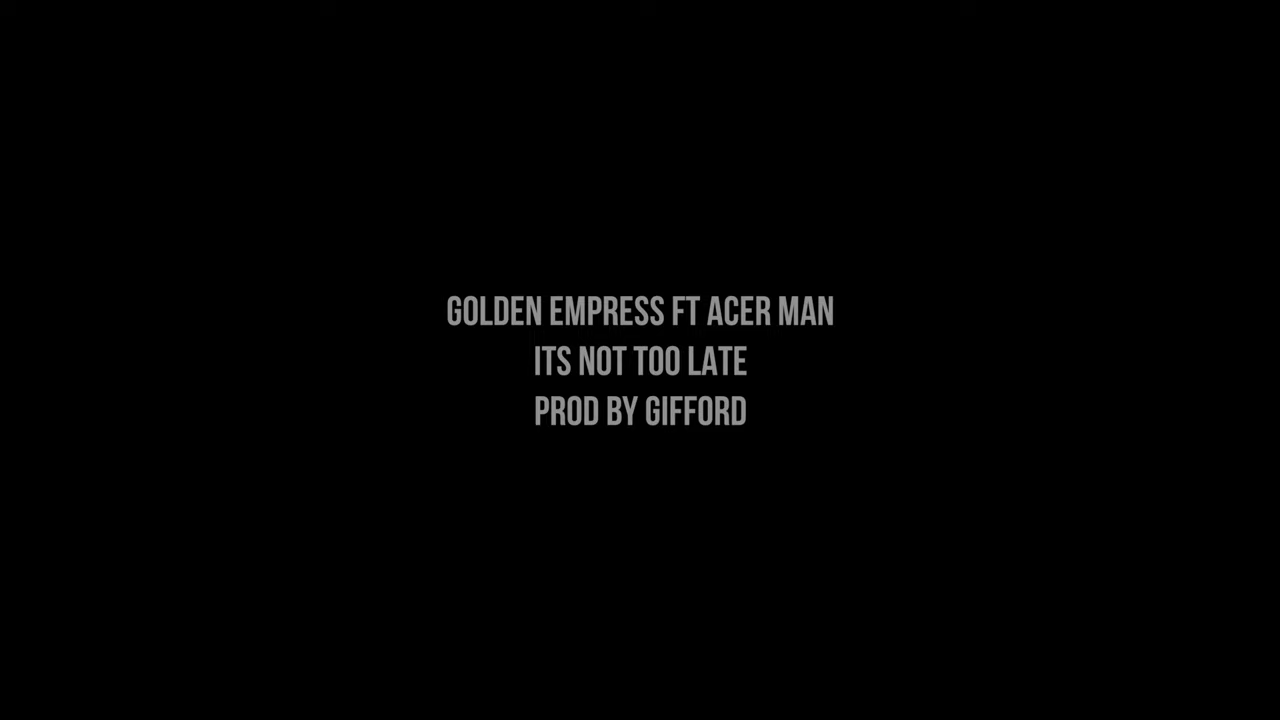 GOLDEN EMPRESS FT ACER MAN
ITS NOT TOO LATE
PROD BY GIFFORD